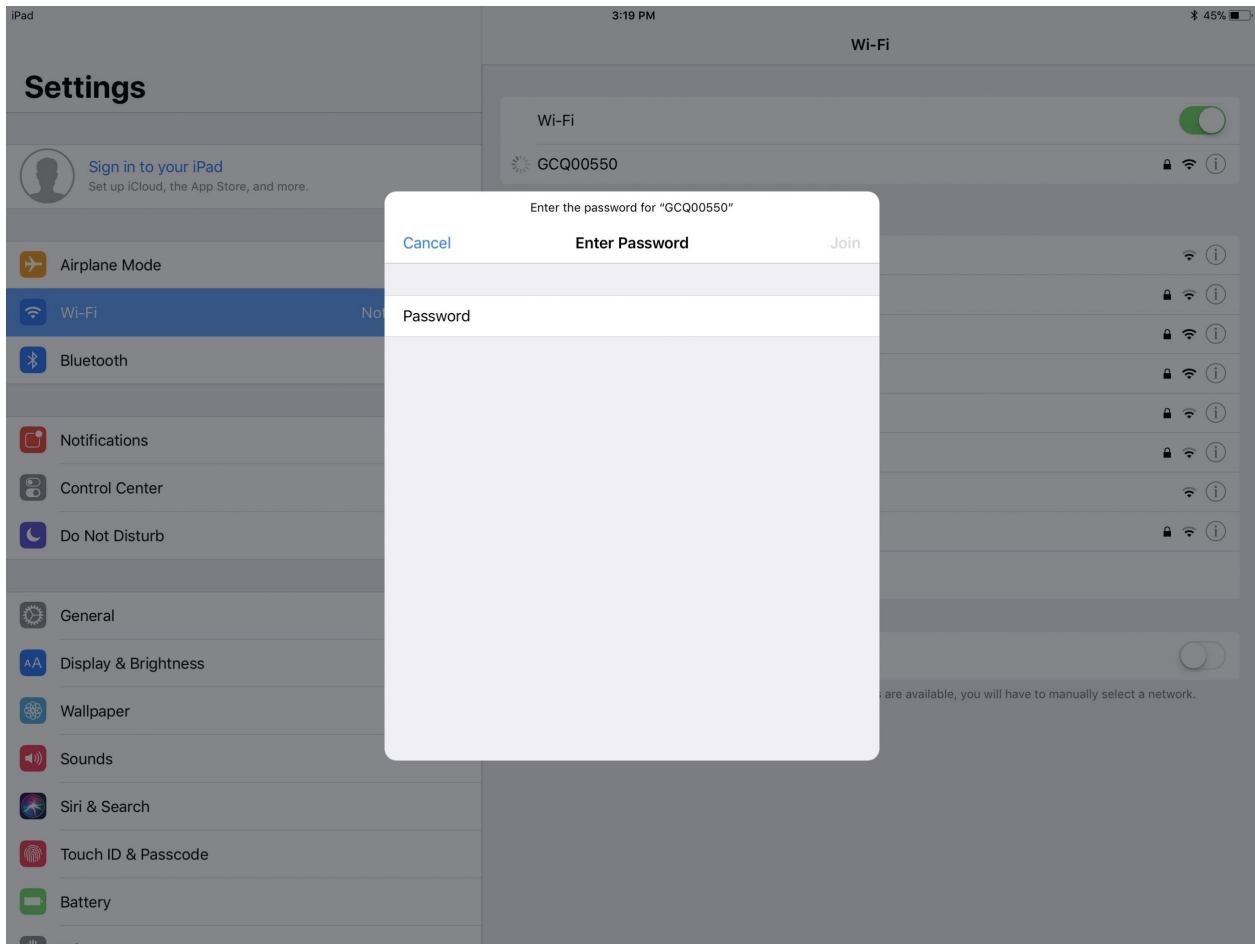 iPad 3:19 PM 45%
Wi-Fi
Settings
Wi-Fi
Sign in to your iPad
Set up iCloud, the App Store, and more.
GCQ00550
Enter the password for “GCQ00550”
Cancel Enter Password Join
Airplane Mode
Wi-Fi
Password
Bluetooth
Notifications
Control Center
Do Not Disturb
General
Display & Brightness
are available, you will have to manually select a network.
Wallpaper
Sounds
Siri & Search
Touch ID & Passcode
Battery